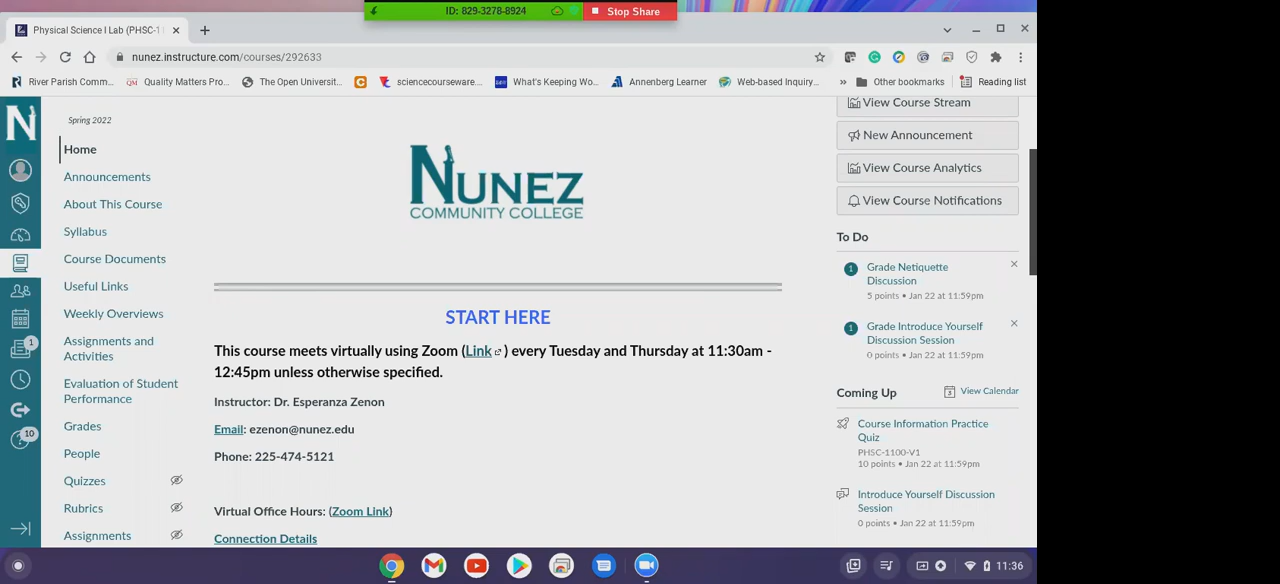 ID: 829-3278-8924
Stop Share
Physical Science I Lab (PHSC-1
nunez.instructure.com/courses/292633
River Parish Comm...
Quality Matters Pro...
The Open Universit...
sciencecourseware...
What's Keeping Wo...
Annenberg Learner
Web-based Inquiry...
»
Other bookmarks
Reading list
N
Spring 2022
Home
Announcements
About This Course
Syllabus
Course Documents
Useful Links
Weekly Overviews
Assignments and
Activities
Evaluation of Student
Performance
Grades
People
Quizzes
Rubrics
Assignments
1
10
NUNEZ
COMMUNITY COLLEGE
START HERE
This course meets virtually using Zoom (Link ) every Tuesday and Thursday at 11:30am -
12:45pm unless otherwise specified.
Instructor: Dr. Esperanza Zenon
Email: ezenon@nunez.edu
Phone: 225-474-5121
Virtual Office Hours: (Zoom Link)
Connection Details
View Course Stream
New Announcement
View Course Analytics
View Course Notifications
To Do
1
Grade Netiquette
Discussion
5 points • Jan 22 at 11:59pm
1
Grade Introduce Yourself
Discussion Session
0 points • Jan 22 at 11:59pm
Coming Up
View Calendar
Course Information Practice
Quiz
PHSC-1100-V1
10 points • Jan 22 at 11:59pm
Introduce Yourself Discussion
Session
0 points • Jan 22 at 11:59pm
11:36